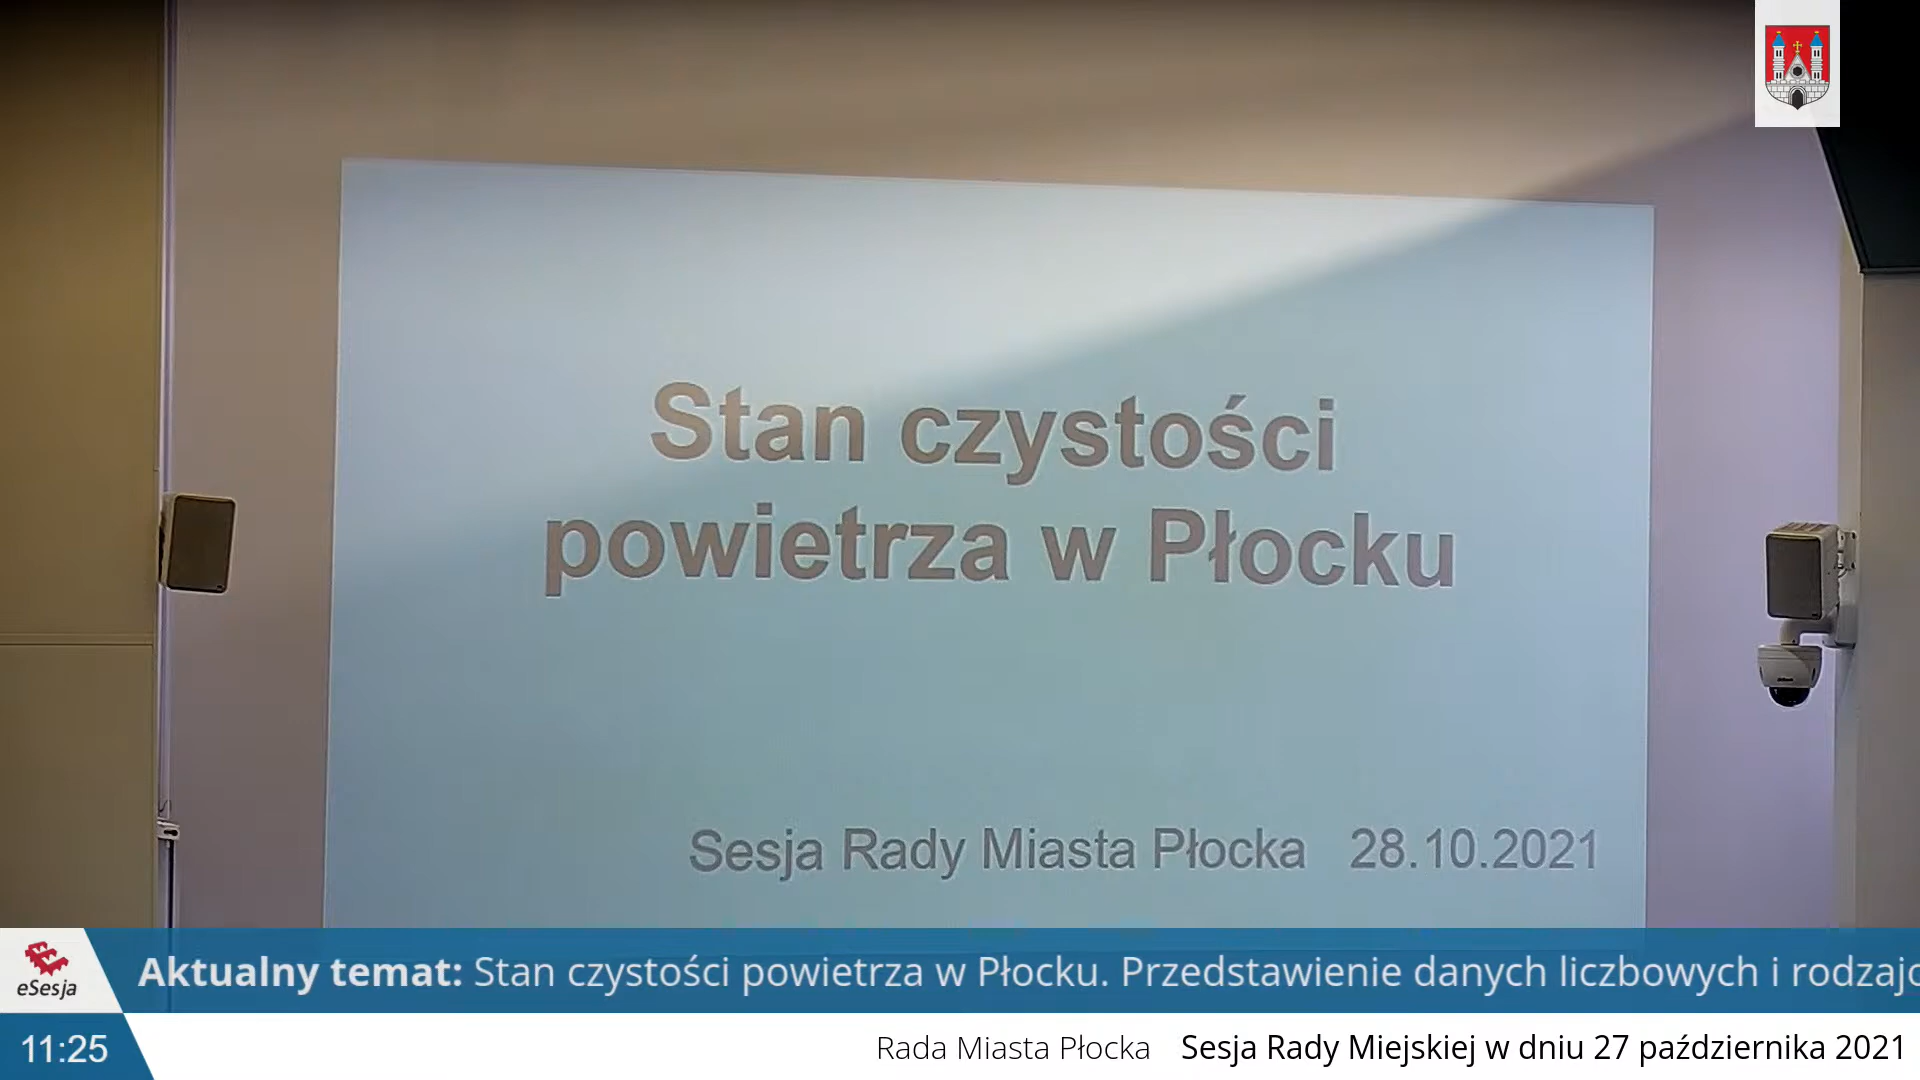 Stan czystości
powietrza w Płocku
Sesja Rady Miasta Płocka 28.10.2021
eSesja
Aktualny temat: Stan czystości powietrza w Płocku. Przedstawienie danych liczbowych i
11:25
Rada Miasta Płocka Sesja Rady Miejskiej w dniu 27 października 2021